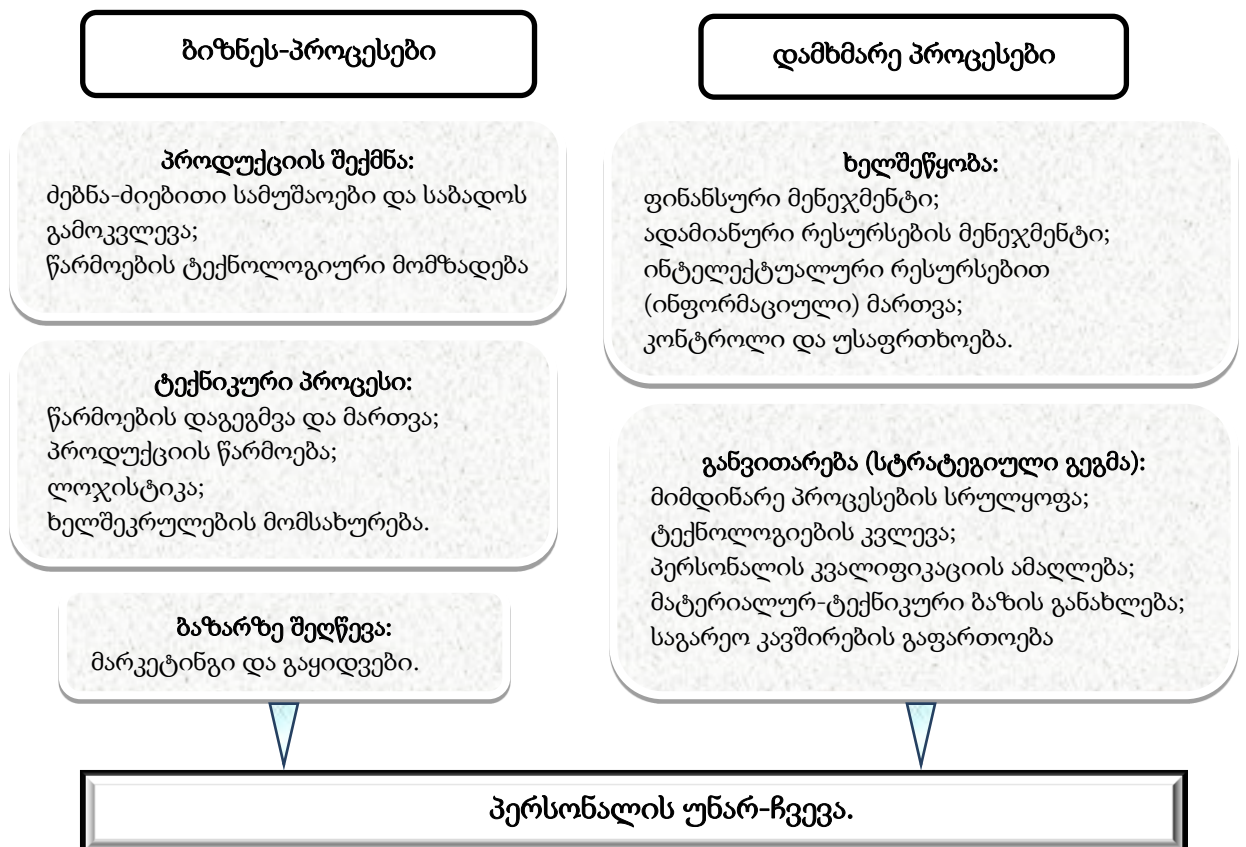 ბიზნეს-პროცესები
პროდუქციის შექმნა:
ძებნა-ძიებითი სამუშაოები და საბადოს
გამოკვლევა;
წარმოების ტექნოლოგიური მომზადება
ტექნიკური პროცესი:
წარმოების დაგეგმვა და მართვა;
პროდუქციის წარმოება;
ლოჯისტიკა;
ხელშეკრულების მომსახურება.
ბაზარზე შეღწევა:
მარკეტინგი და გაყიდვები.
დამხმარე პროცესები
ხელშეწყობა:
ფინანსური მენეჯმენტი;
ადამიანური რესურსების მენეჯმენტი;
ინტელექტუალური რესურსებით
(ინფორმაციული) მართვა;
კონტროლი და უსაფრთხოება.
განვითარება (სტრატეგიული გეგმა):
მიმდინარე პროცესების სრულყოფა;
ტექნოლოგიების კვლევა;
პერსონალის კვალიფიკაციის ამაღლება;
მატერიალურ-ტექნიკური ბაზის განახლება;
საგარეო კავშირების გაფართოება
პერსონალის უნარ-ჩვევა.